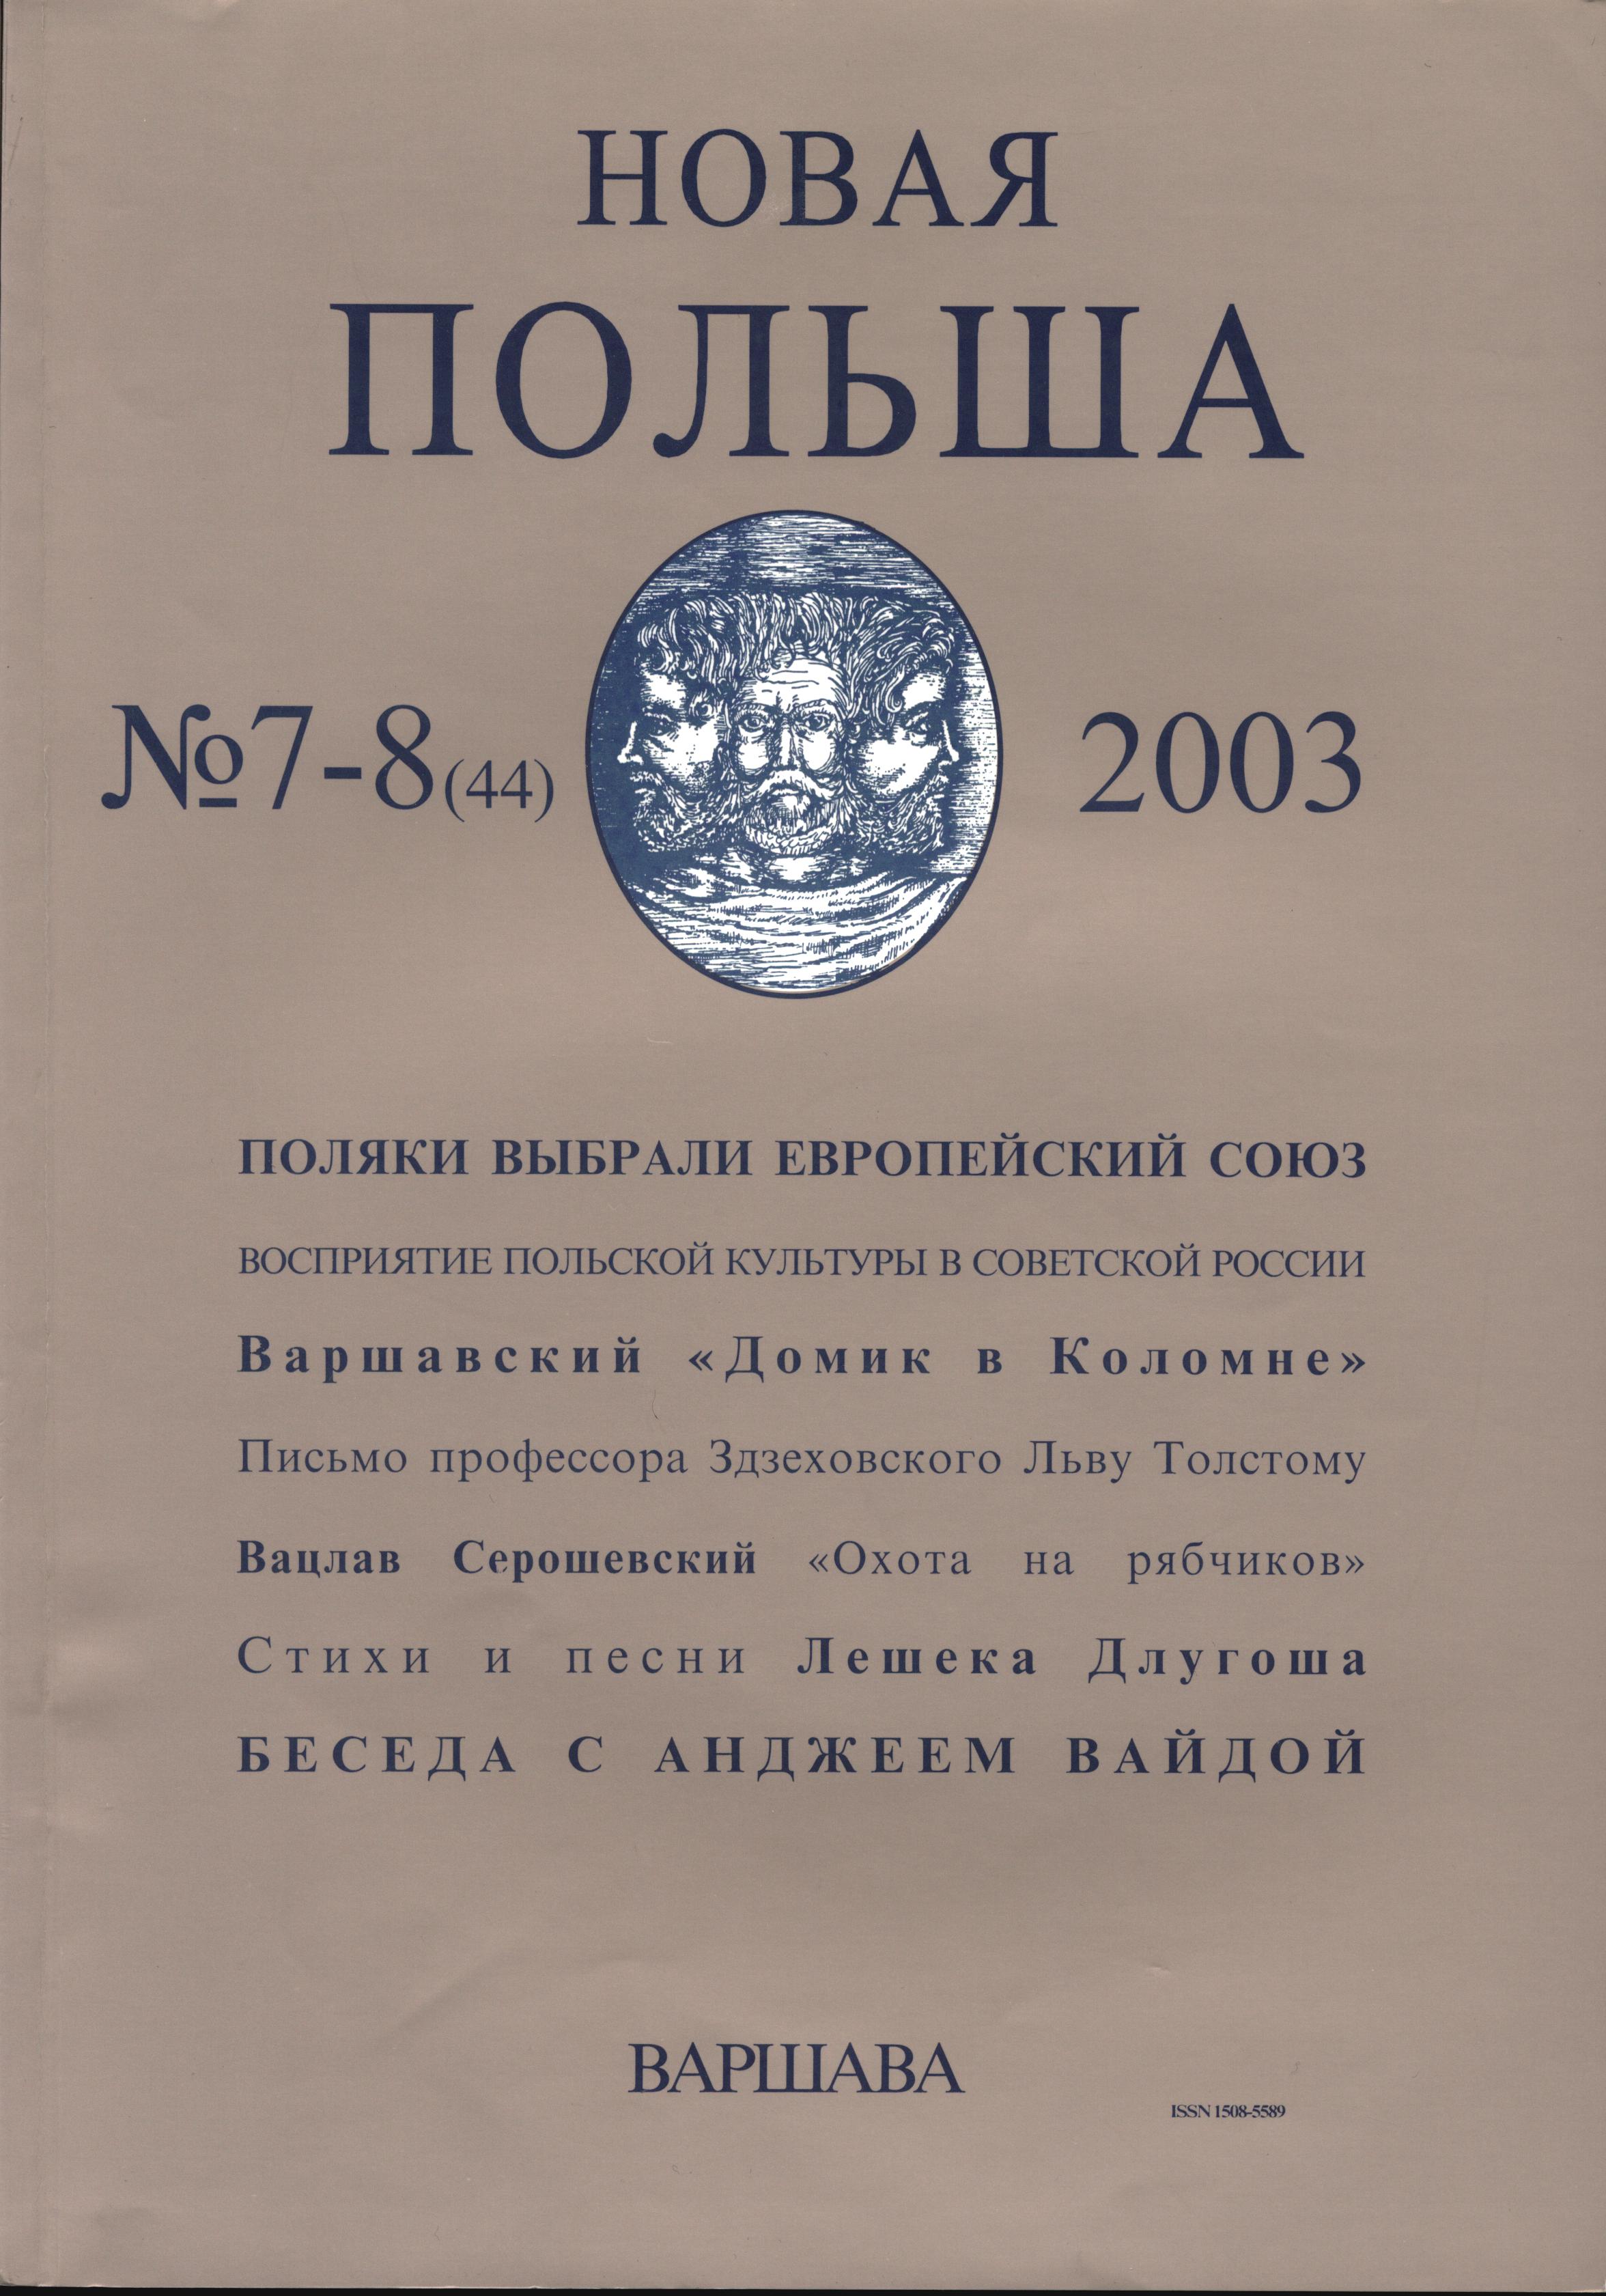 НОВАЯ
ПОЛЬША
№7-8(44) 2003
ПОЛЯКИ ВЫБРАЛИ ЕВРОПЕЙСКИЙ СОЮЗ
ВОСПРИЯТИЕ ПОЛЬСКОЙ КУЛЬТУРЫ В СОВЕТСКОЙ РОССИИ
Варшавский «Домик в Коломне»
Письмо профессора Здзеховского Льву Толстому
Вацлав Серошевский «Охота на рябчиков»
Стихи и песни Лешека Длугоша
БЕСЕДА С АНДЖЕЕМ ВАЙДОЙ
ВАРШАВА
ISSN 1508-5589